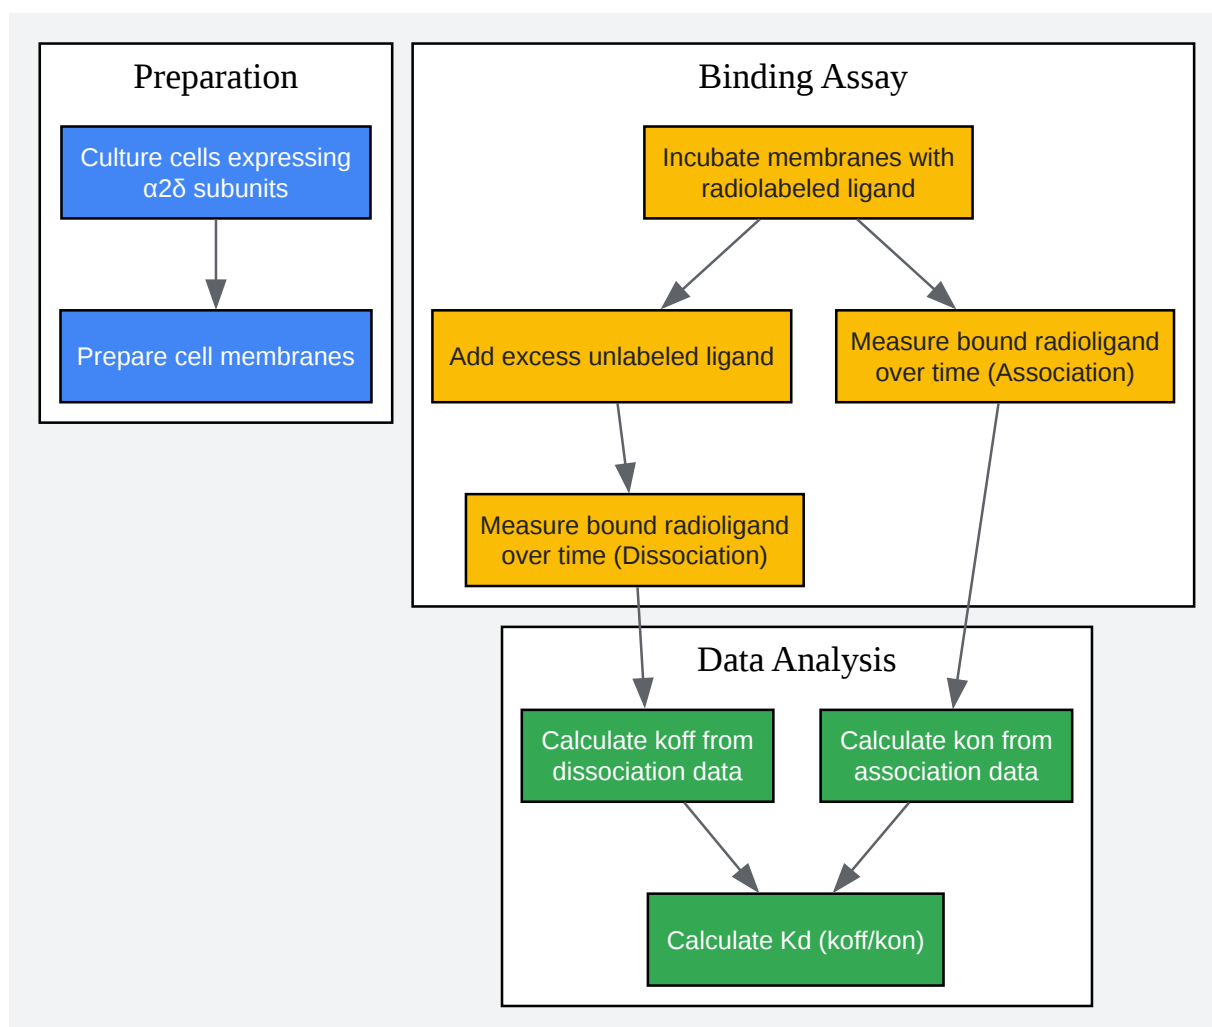 Preparation
Culture cells expressing
α2δ subunits
Prepare cell membranes
Binding Assay
Incubate membranes with
radiolabeled ligand
Add excess unlabeled ligand
Measure bound radioligand
over time (Association)
Measure bound radioligand
over time (Dissociation)
Data Analysis
Calculate koff from
dissociation data
Calculate kon from
association data
Calculate Kd (koff/kon)